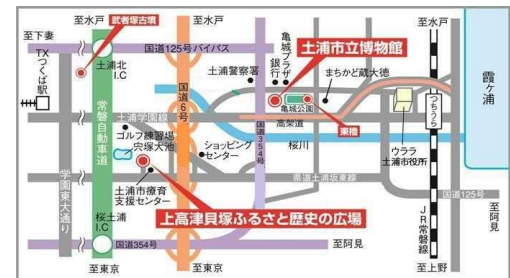 至水戸
武者塚古墳
至水戸
至水戸
至下妻
国道125号バイパス
TX
つくば駅
土浦北
I.C
土浦警察署
銀行
亀城プラザ
土浦市立博物館
まちかど蔵大徳
霞ヶ浦
国道6号
亀城公園
東櫓
つちうら
常磐自動車道
土浦学園線
高架道
ゴルフ練習場
宍塚大池
ショッピング
センター
国道354号
桜川
ウララ
土浦市役所
学園東大通り
土浦市療育
支援センター
県道土浦坂東線
国道125号
上高津貝塚ふるさと歴史の広場
桜土浦
I.C
国道354号
至阿見
JR常磐線
至阿見
至東京
至東京
至上野